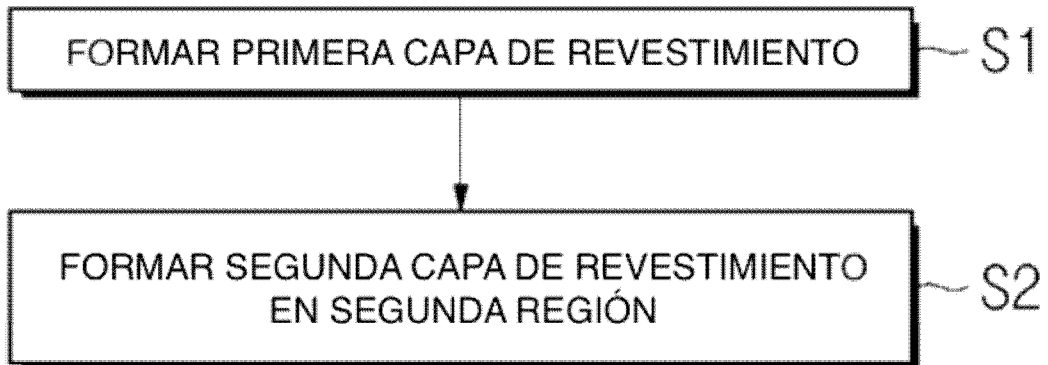 FORMAR PRIMERA CAPA DE REVESTIMIENTO
S1
FORMAR SEGUNDA CAPA DE REVESTIMIENTO
EN SEGUNDA REGIÓN
S2